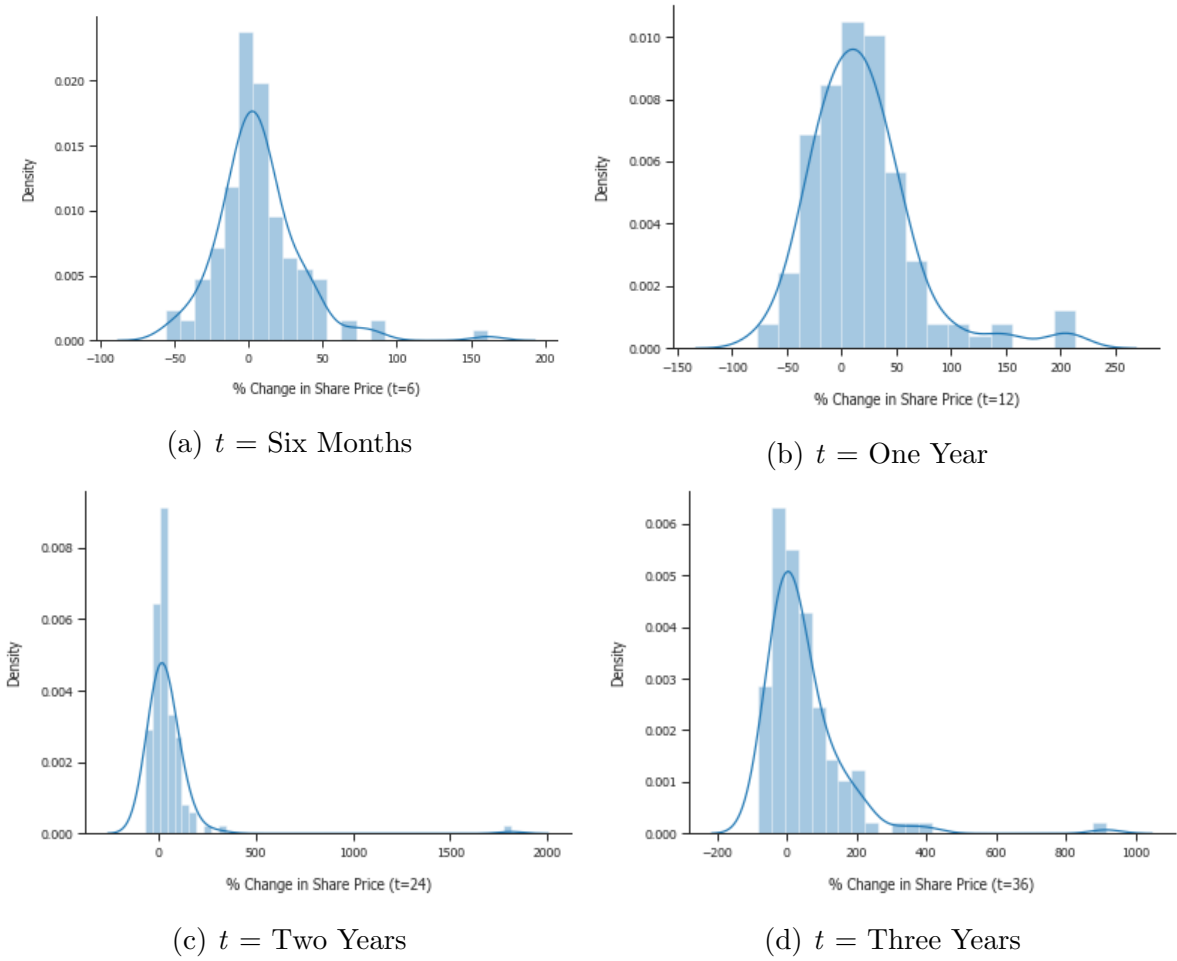 0.020
0.015
0.010
0.005
0.000
Density
−100 −50 0 50 100 150 200
% Change in Share Price (t=6)
(a) t = Six Months
0.010
0.008
0.006
0.004
0.002
0.000
Density
−150 −100 −50 0 50 100 150 200 250
% Change in Share Price (t=12)
(b) t = One Year
0.008
0.006
0.004
0.002
0.000
Density
0 500 1000 1500 2000
% Change in Share Price (t=24)
(c) t = Two Years
0.006
0.005
0.004
0.003
0.002
0.001
0.000
Density
−200 0 200 400 600 800 1000
% Change in Share Price (t=36)
(d) t = Three Years